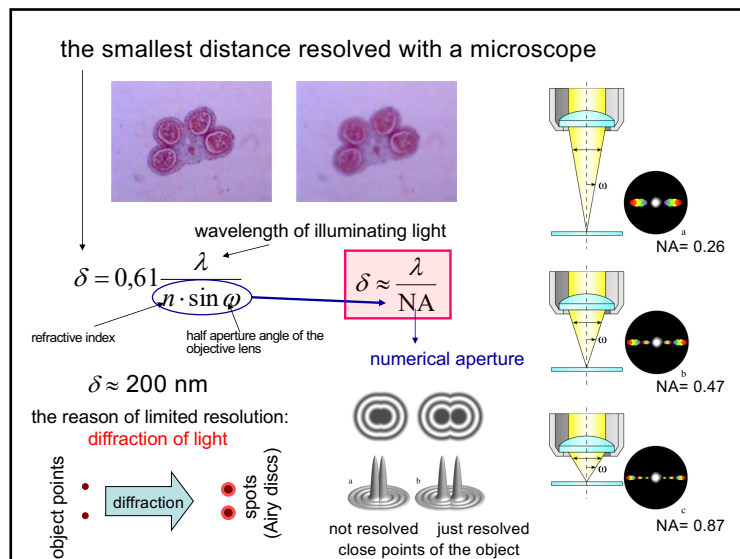 the smallest distance resolved with a microscope
wavelength of illuminating light
δ = 0,61 λ / n · sin ω
δ ≈ λ / NA
refractive index
half aperture angle of the
objective lens
numerical aperture
δ ≈ 200 nm
the reason of limited resolution:
diffraction of light
object points
diffraction
spots
(Airy discs)
a
b
not resolved
just resolved
close points of the object
ω
a
NA= 0.26
ω
b
NA= 0.47
ω
c
NA= 0.87